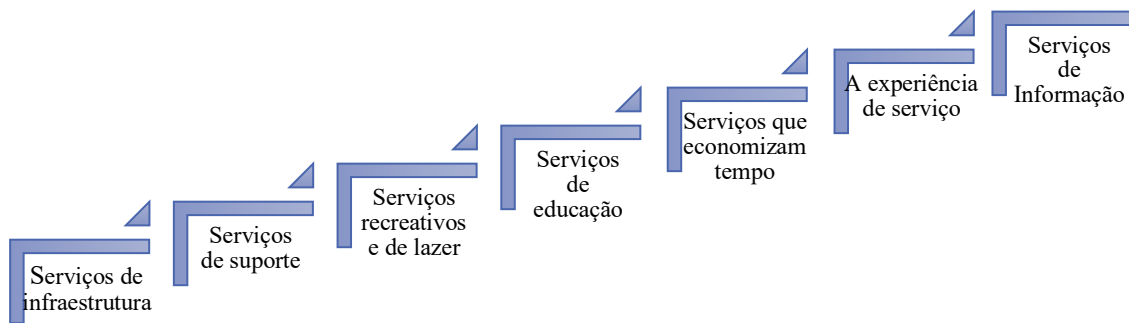 Serviços de
infraestrutura
Serviços
de suporte
Serviços
recreativos
e de lazer
Serviços
de
educação
Serviços que
economizam
tempo
A experiência
de serviço
Serviços
de
Informação